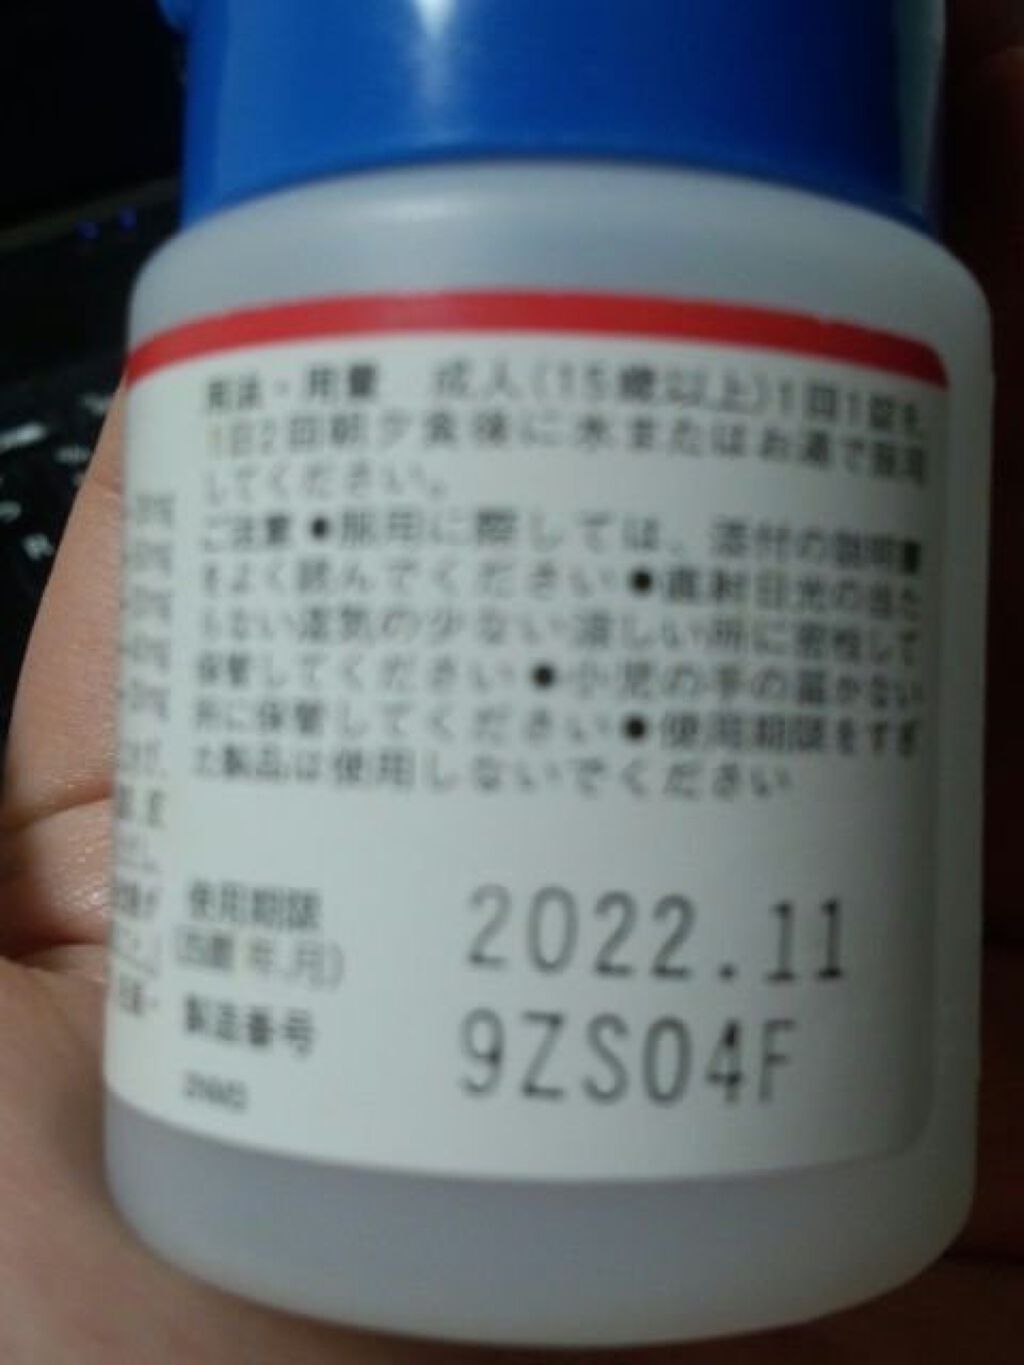 用法・用量　成人(15歳以上)1回1錠を、
1日2回朝夕食後に水またはお湯で服用
してください。
ご注意 ●服用に際しては、添付の説明書
をよく読んでください ●直射日光の当た
らない湿気の少ない涼しい所に密栓して
保管してください ●小児の手の届かない
所に保管してください ●使用期限をすぎ
た製品は使用しないでください
使用期限
(西暦年.月)
2022.11
製造番号
9ZS04F